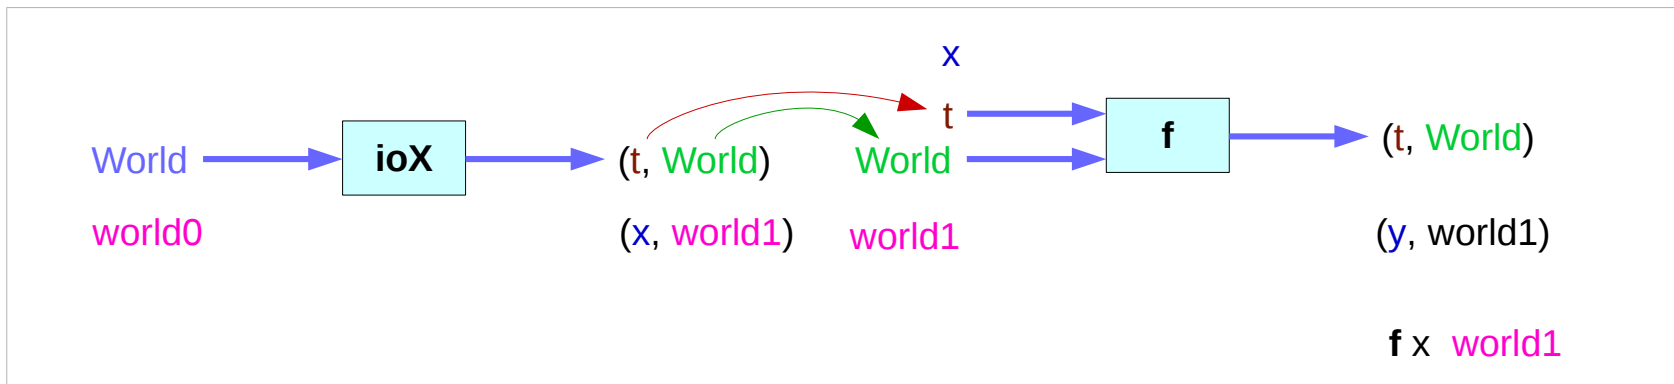 x
t
World ioX (t, World) World f (t, World)
world0 (x, world1) world1 (y, world1)
f x world1